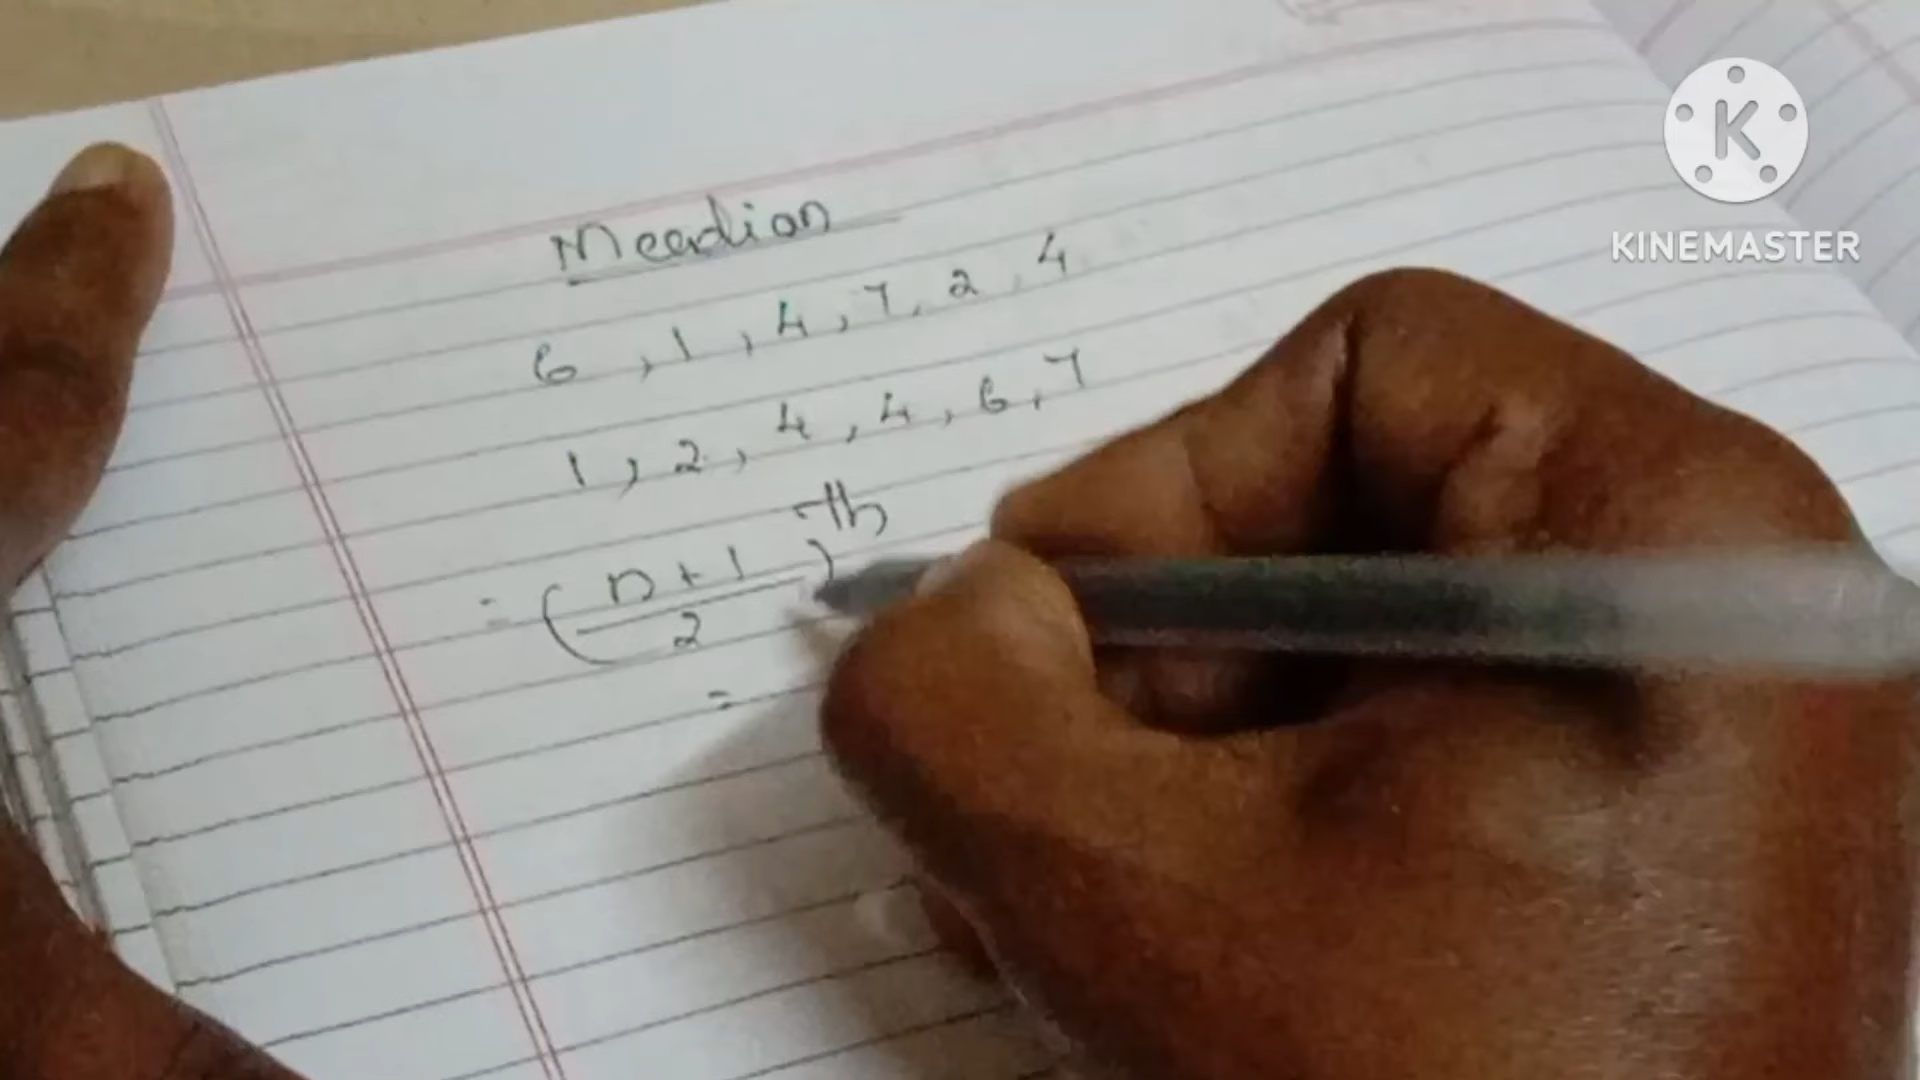 Meedian
6, 1, 4, 7, 2, 4
1, 2, 4, 4, 6, 7
= (n+1/2)Th
=
K
KINEMASTER